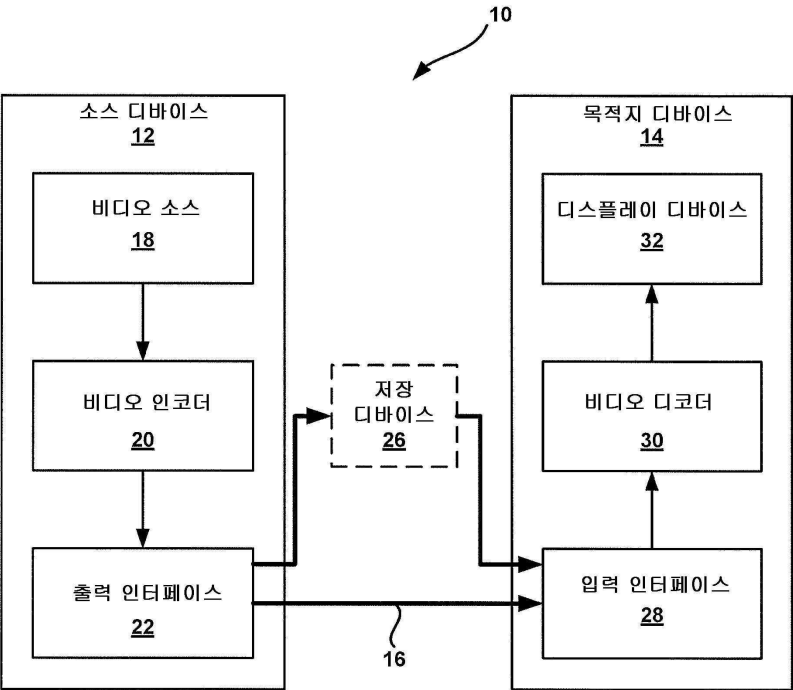 10
소스 디바이스
12
비디오 소스
18
비디오 인코더
20
출력 인터페이스
22
저장
디바이스
26
16
목적지 디바이스
14
디스플레이 디바이스
32
비디오 디코더
30
입력 인터페이스
28